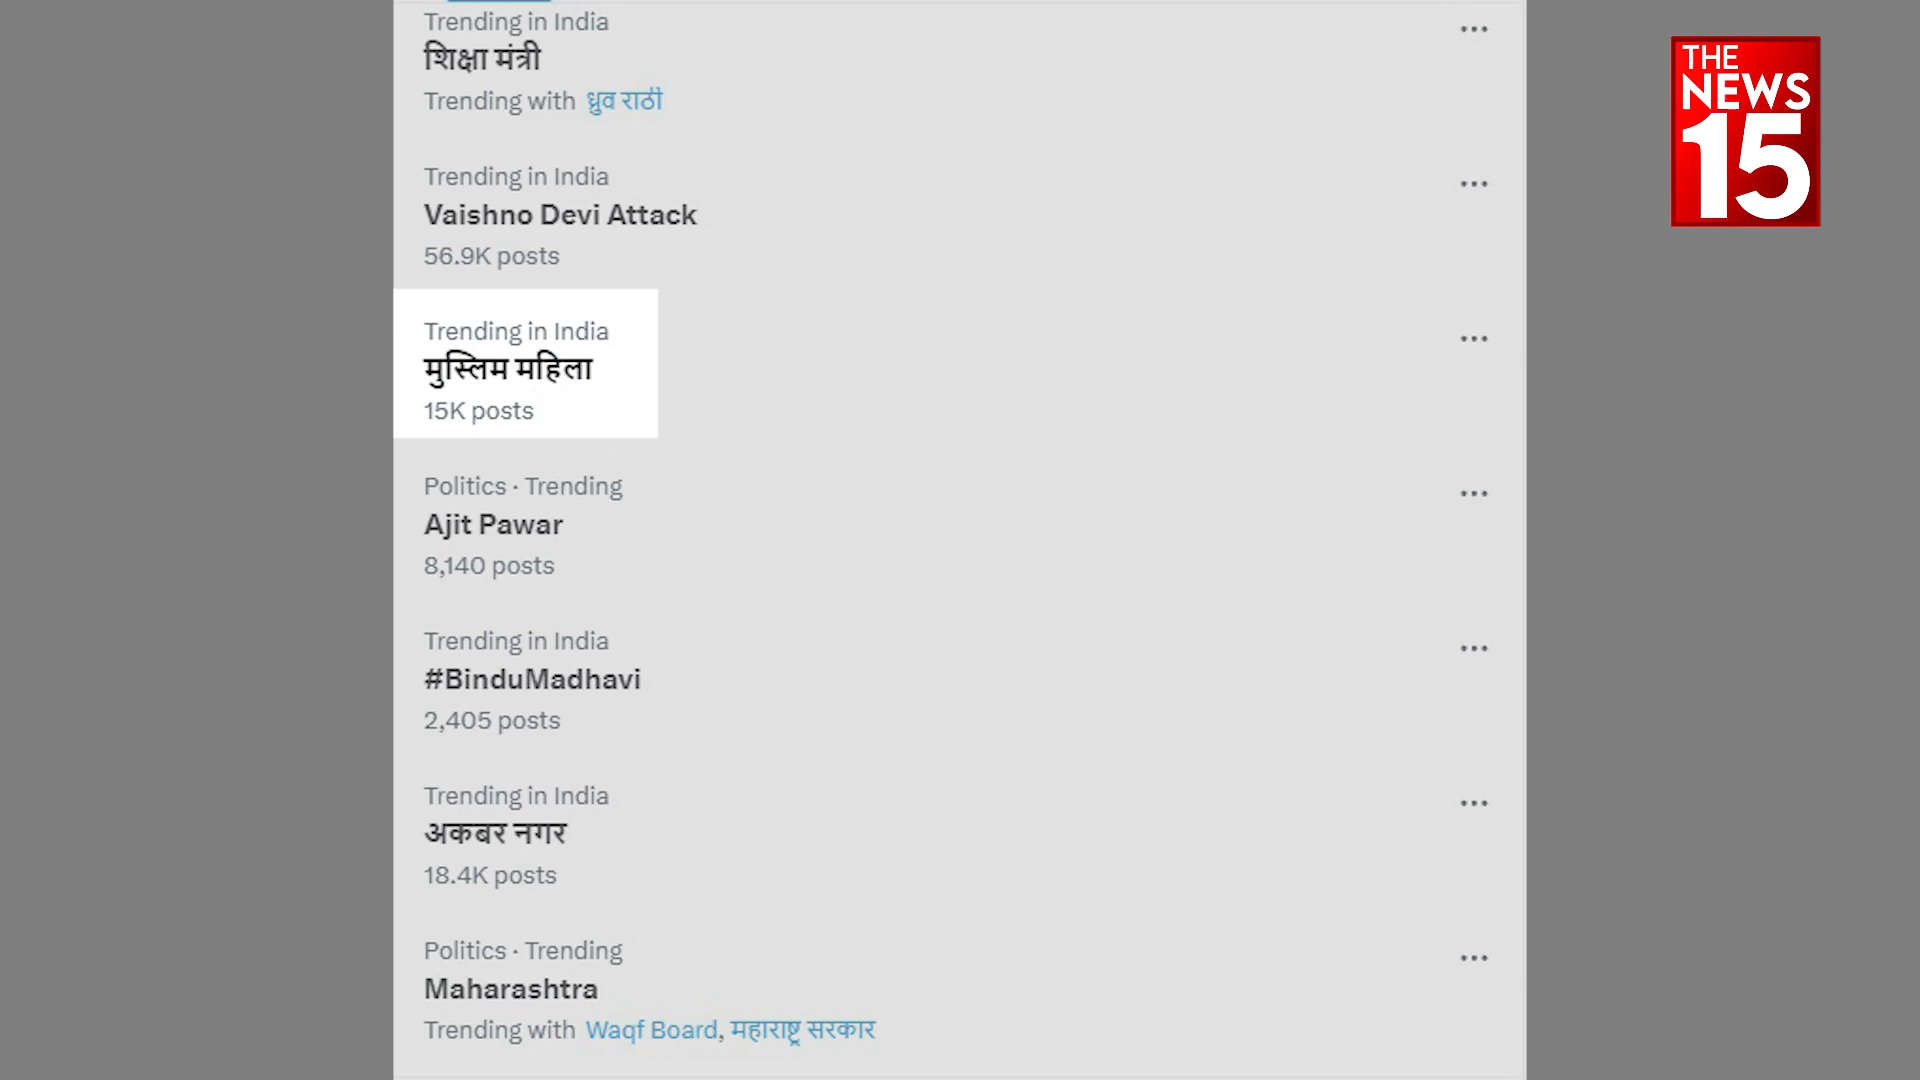 Trending in India
शिक्षा मंत्री
Trending with ध्रुव राठी
Trending in India
Vaishno Devi Attack
56.9K posts
Trending in India
मुस्लिम महिला
15K posts
Politics · Trending
Ajit Pawar
8,140 posts
Trending in India
#BinduMadhavi
2,405 posts
Trending in India
अकबर नगर
18.4K posts
Politics · Trending
Maharashtra
Trending with Waqf Board, महाराष्ट्र सरकार
THE
NEWS
15